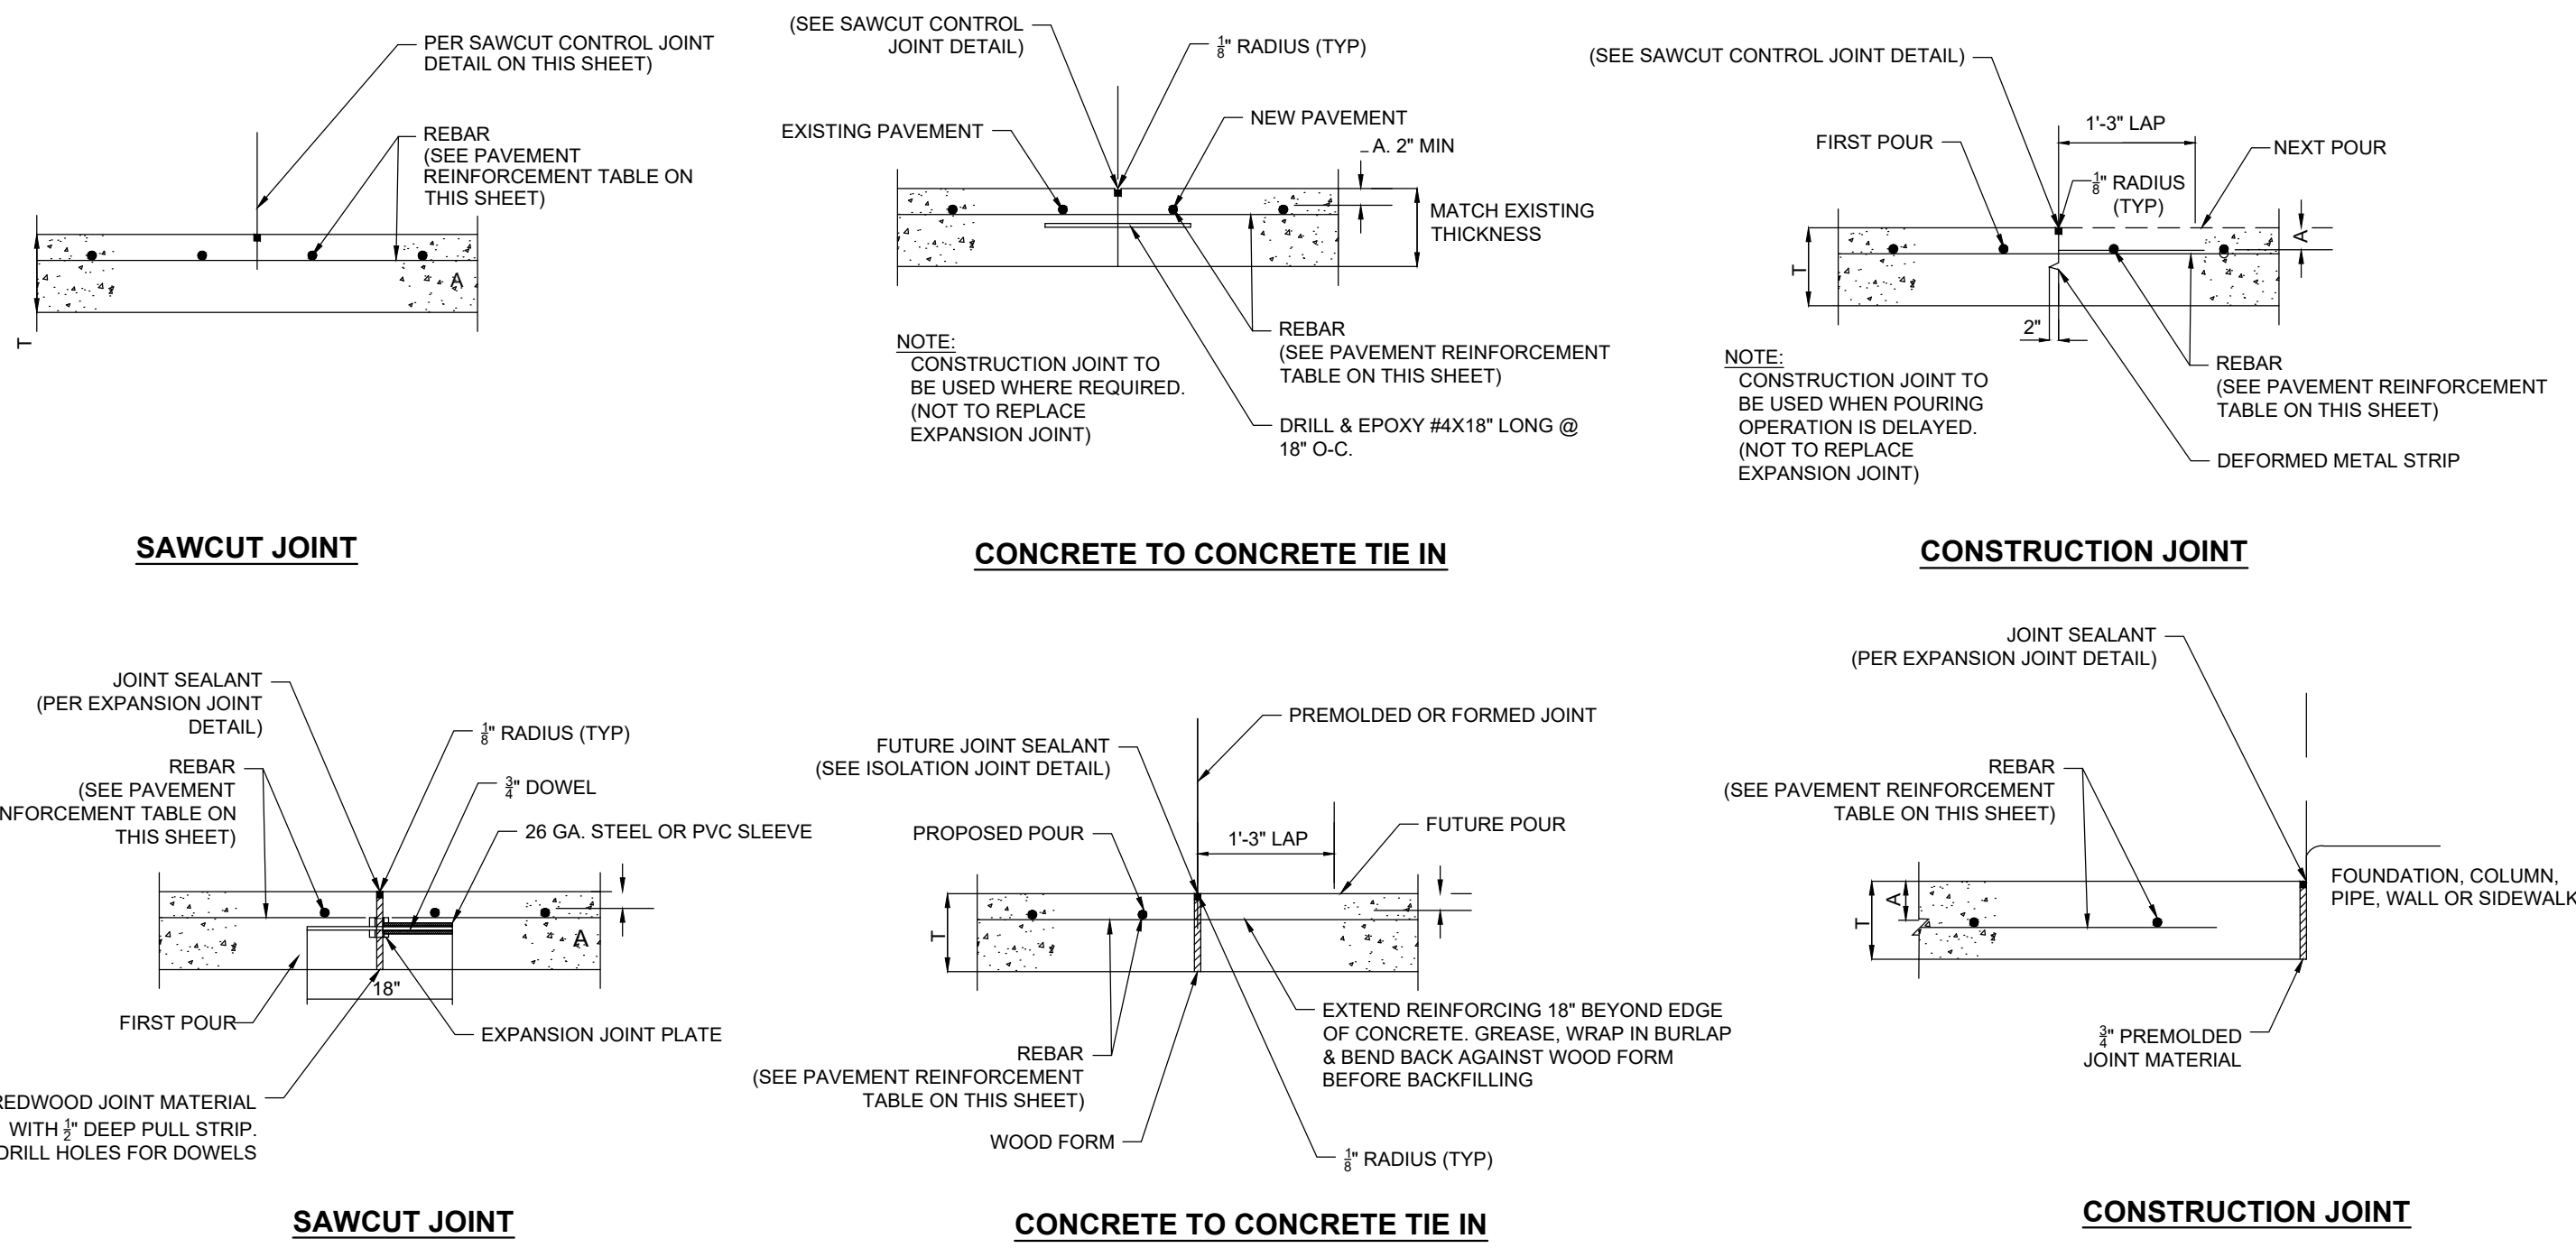 PER SAWCUT CONTROL JOINT
DETAIL ON THIS SHEET)
REBAR
(SEE PAVEMENT
REINFORCEMENT TABLE ON
THIS SHEET)
A
T
SAWCUT JOINT
(SEE SAWCUT CONTROL
JOINT DETAIL)
1/8" RADIUS (TYP)
EXISTING PAVEMENT
NEW PAVEMENT
A. 2" MIN
MATCH EXISTING
THICKNESS
NOTE:
CONSTRUCTION JOINT TO
BE USED WHERE REQUIRED.
(NOT TO REPLACE
EXPANSION JOINT)
REBAR
(SEE PAVEMENT REINFORCEMENT
TABLE ON THIS SHEET)
DRILL & EPOXY #4X18" LONG @
18" O-C.
CONCRETE TO CONCRETE TIE IN
(SEE SAWCUT CONTROL JOINT DETAIL)
1'-3" LAP
FIRST POUR
NEXT POUR
1/8" RADIUS
(TYP)
A
T
2"
NOTE:
CONSTRUCTION JOINT TO
BE USED WHEN POURING
OPERATION IS DELAYED.
(NOT TO REPLACE
EXPANSION JOINT)
REBAR
(SEE PAVEMENT REINFORCEMENT
TABLE ON THIS SHEET)
DEFORMED METAL STRIP
CONSTRUCTION JOINT
JOINT SEALANT
(PER EXPANSION JOINT
DETAIL)
1/8" RADIUS (TYP)
REBAR
(SEE PAVEMENT
NFORCEMENT TABLE ON
THIS SHEET)
3/4" DOWEL
26 GA. STEEL OR PVC SLEEVE
A
18"
FIRST POUR
EXPANSION JOINT PLATE
REDWOOD JOINT MATERIAL
WITH 1/2" DEEP PULL STRIP.
DRILL HOLES FOR DOWELS
SAWCUT JOINT
PREMOLDED OR FORMED JOINT
FUTURE JOINT SEALANT
(SEE ISOLATION JOINT DETAIL)
PROPOSED POUR
1'-3" LAP
FUTURE POUR
T
EXTEND REINFORCING 18" BEYOND EDGE
OF CONCRETE. GREASE, WRAP IN BURLAP
& BEND BACK AGAINST WOOD FORM
BEFORE BACKFILLING
REBAR
(SEE PAVEMENT REINFORCEMENT
TABLE ON THIS SHEET)
WOOD FORM
1/8" RADIUS (TYP)
CONCRETE TO CONCRETE TIE IN
JOINT SEALANT
(PER EXPANSION JOINT DETAIL)
REBAR
(SEE PAVEMENT REINFORCEMENT
TABLE ON THIS SHEET)
A
T
FOUNDATION, COLUMN,
PIPE, WALL OR SIDEWALK
3/4" PREMOLDED
JOINT MATERIAL
CONSTRUCTION JOINT